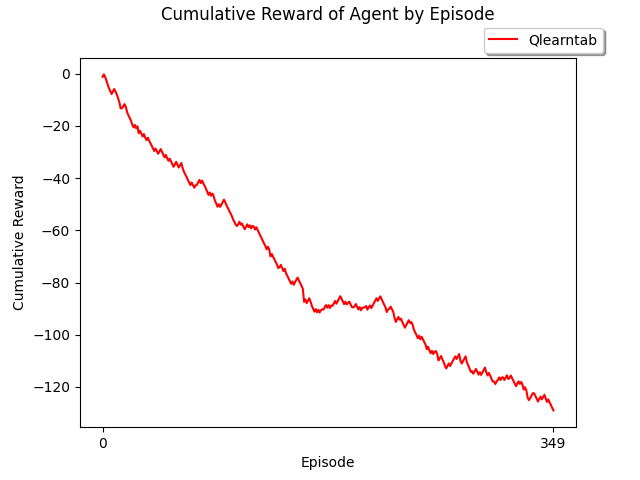 Cumulative Reward of Agent by Episode
Qlearntab
0
−20
−40
−60
−80
−100
−120
Cumulative Reward
0
349
Episode